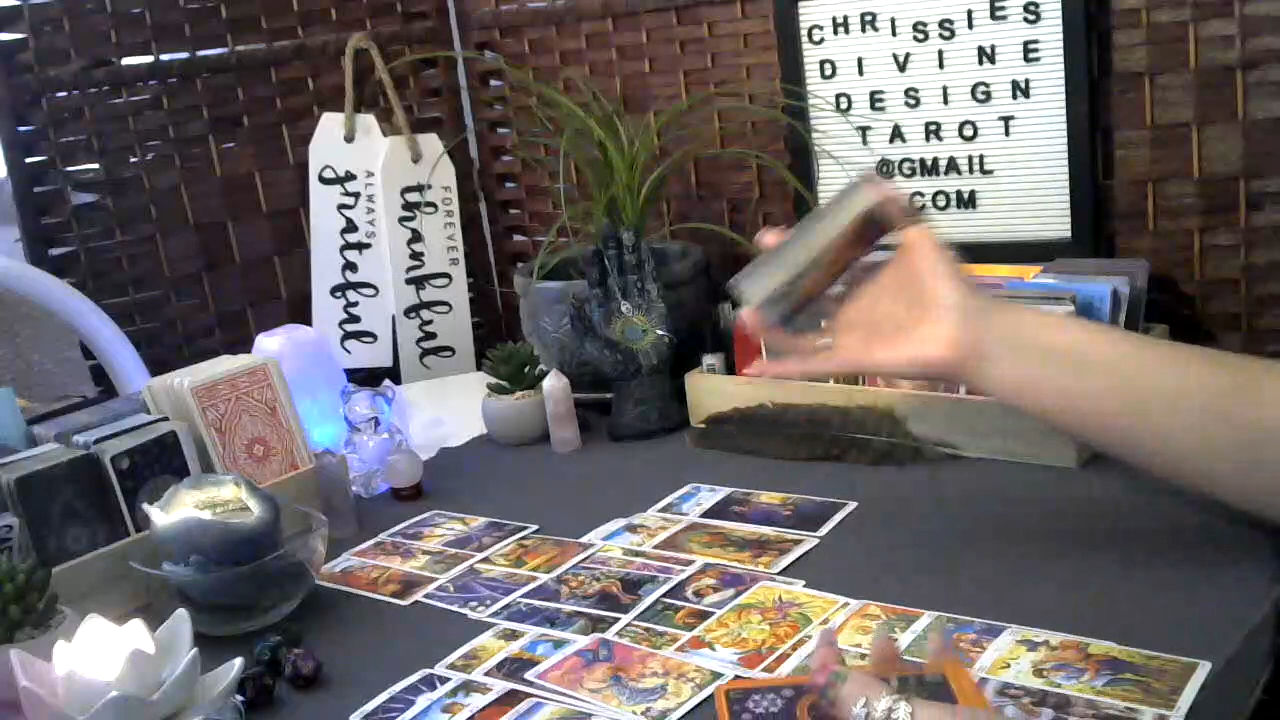 ALWAYS
grateful
FOREVER
thankful
CHRISSIES
DIVINE
DESIGN
TAROT
@GMAIL
COM